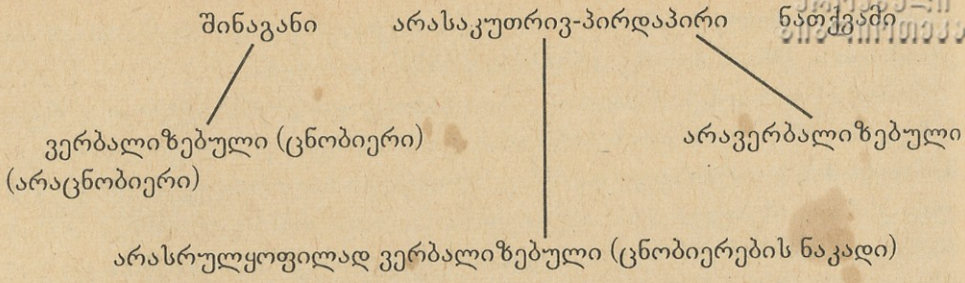 შინაგანი არასაკუთრივ-პირდაპირი ნათქვამი
ვერბალიზებული (ცნობიერი) არავერბალიზებული
(არაცნობიერი)
არასრულყოფილად ვერბალიზებული (ცნობიერების ნაკადი)